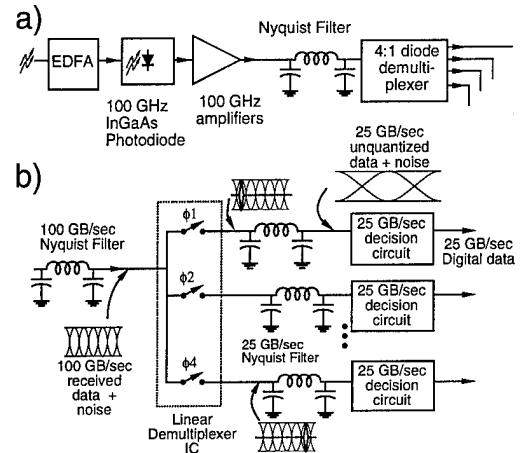 a)
Nyquist Filter
EDFA
4:1 diode
demulti-
plexer
100 GHz
InGaAs
Photodiode
100 GHz
amplifiers
b)
25 GB/sec
unquantized
data + noise
100 GB/sec
Nyquist Filter
ϕ1
25 GB/sec
decision
circuit
25 GB/sec
Digital data
ϕ2
25 GB/sec
decision
circuit
100 GB/sec
received
data +
noise
25 GB/sec
Nyquist Filter
ϕ4
25 GB/sec
decision
circuit
Linear
Demultiplexer
IC